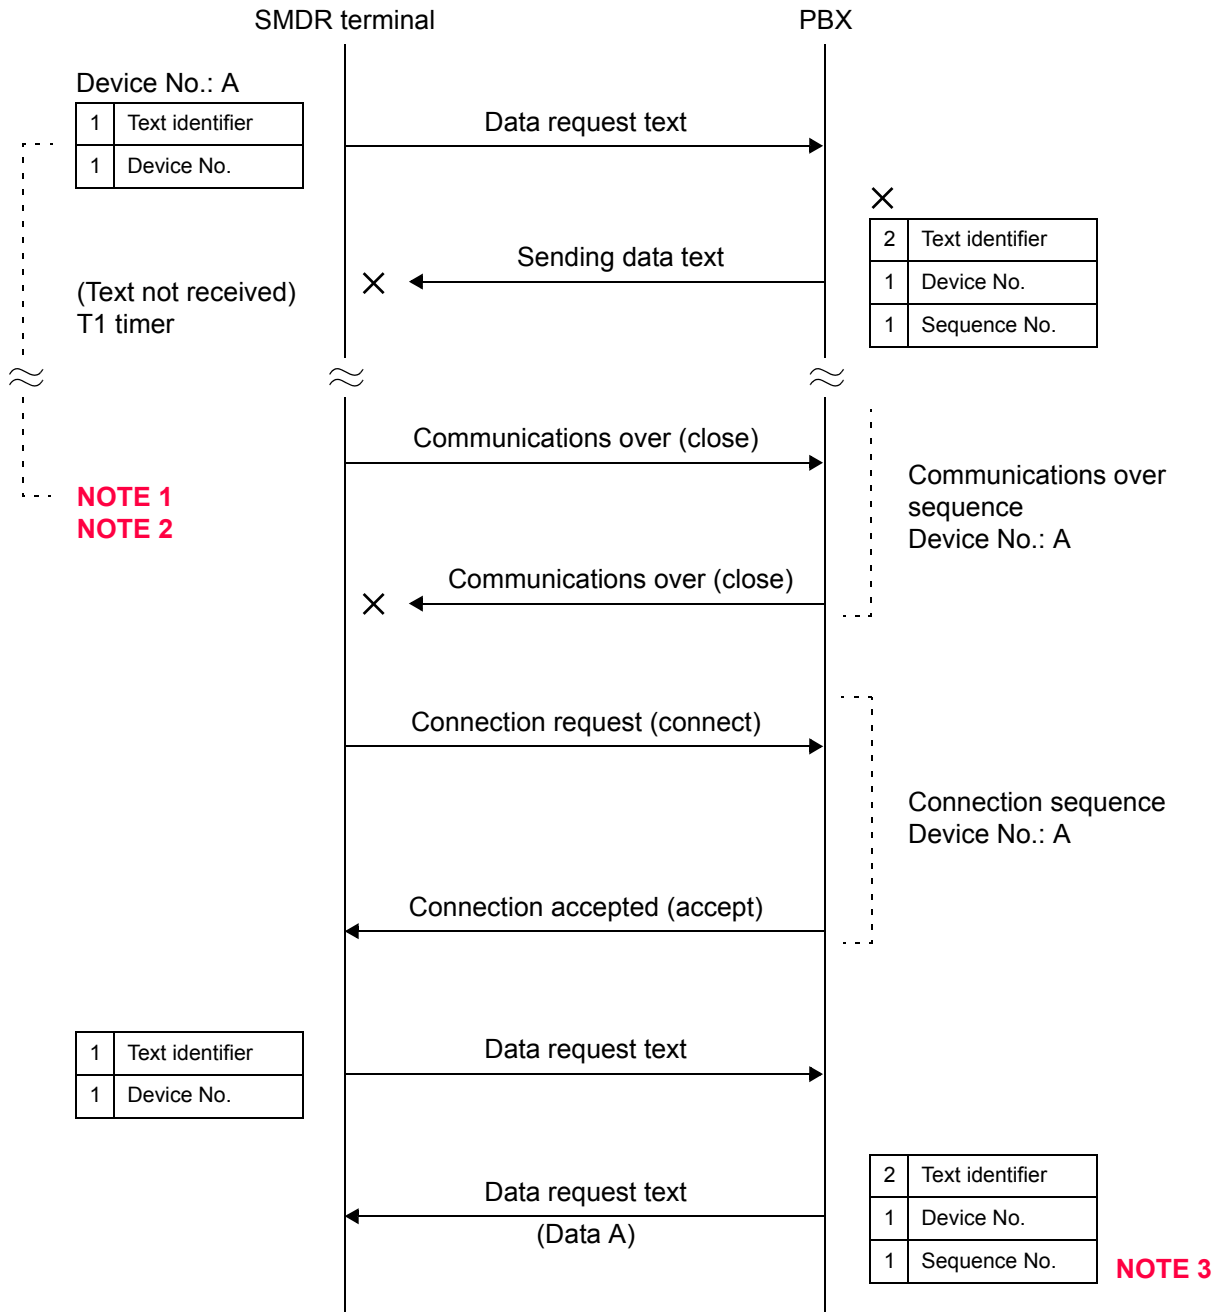 SMDR terminal
PBX
Device No.: A
1 Text identifier
1 Device No.
Data request text
2 Text identifier
1 Device No.
1 Sequence No.
Sending data text
(Text not received)
T1 timer
Communications over (close)
NOTE 1
NOTE 2
Communications over
sequence
Device No.: A
Communications over (close)
Connection request (connect)
Connection sequence
Device No.: A
Connection accepted (accept)
1 Text identifier
1 Device No.
Data request text
2 Text identifier
1 Device No.
1 Sequence No.
Data request text
(Data A)
NOTE 3